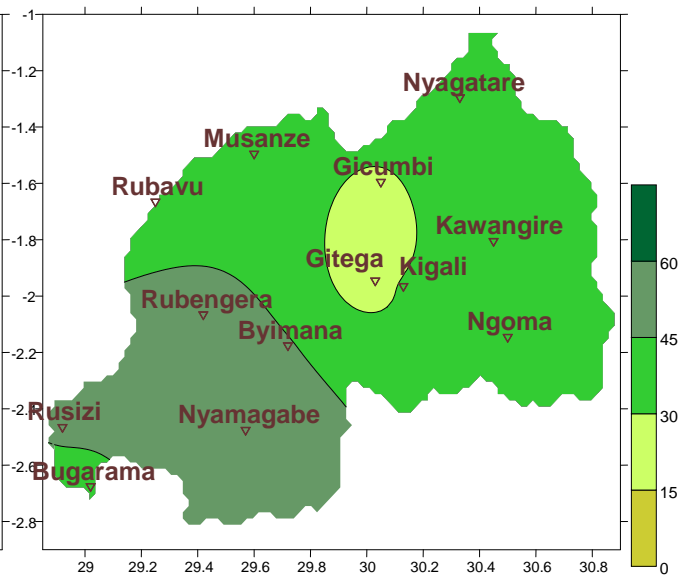 -1
-1.2
-1.4
-1.6
-1.8
-2
-2.2
-2.4
-2.6
-2.8
Nyagatare
Musanze
Gicumbi
Rubavu
Kawangire
Gitega
Kigali
Rubengera
Byimana
Ngoma
Rusizi
Nyamagabe
Bugarama
60
45
30
15
0
29 29.2 29.4 29.6 29.8 30 30.2 30.4 30.6 30.8